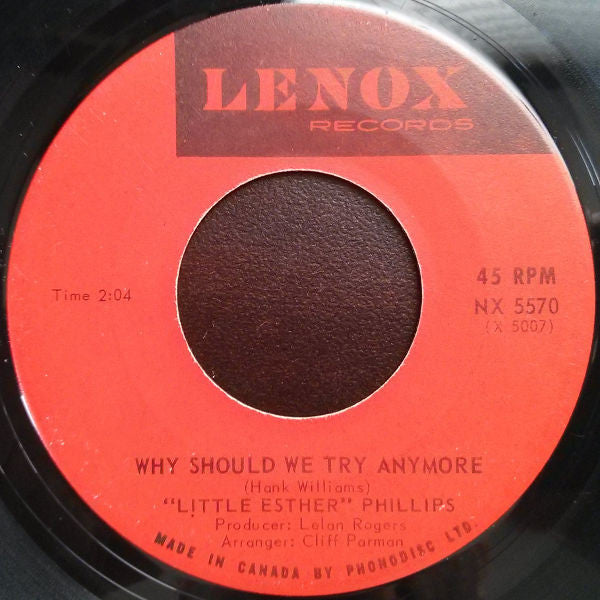 LENOX
RECORDS
Time 2:04
45 RPM
NX 5570
(X 5007)
WHY SHOULD WE TRY ANYMORE
(Hank Williams)
"LITTLE ESTHER" PHILLIPS
Producer: Lelan Rogers
Arranger: Cliff Parman
MADE IN CANADA BY PHONODISC LTD.